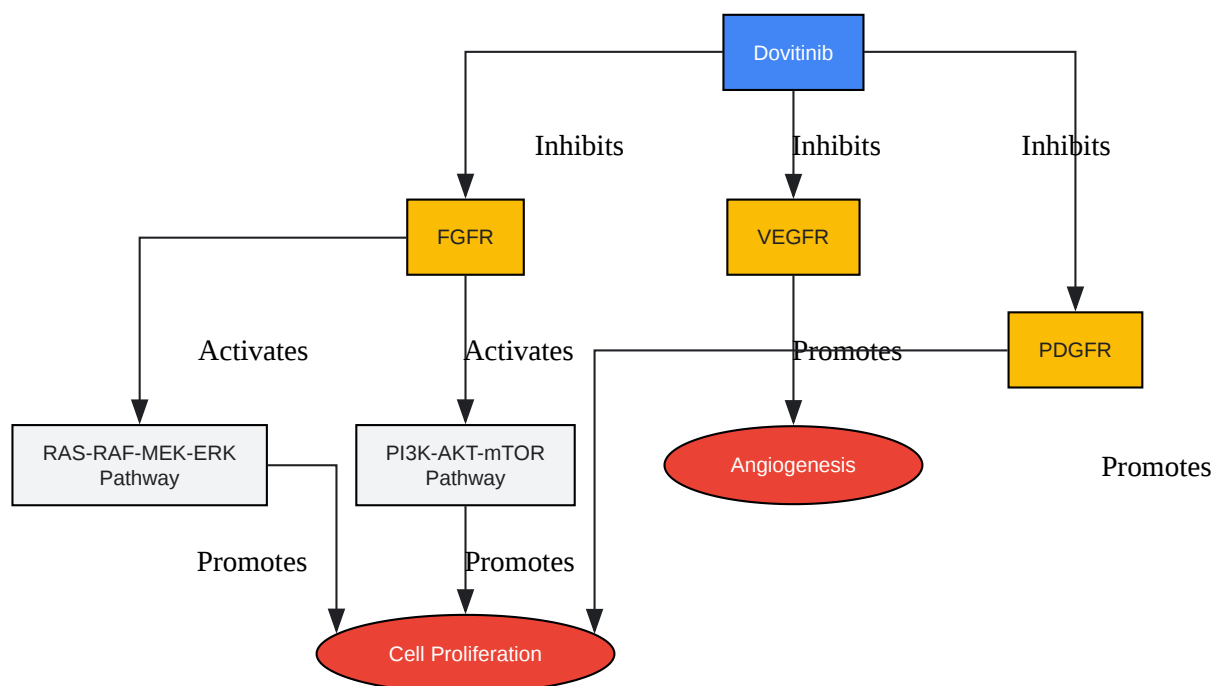 Dovitinib
Inhibits
Inhibits
Inhibits
FGFR
VEGFR
PDGFR
Activates
Activates
Promotes
RAS-RAF-MEK-ERK
Pathway
PI3K-AKT-mTOR
Pathway
Angiogenesis
Promotes
Promotes
Promotes
Cell Proliferation